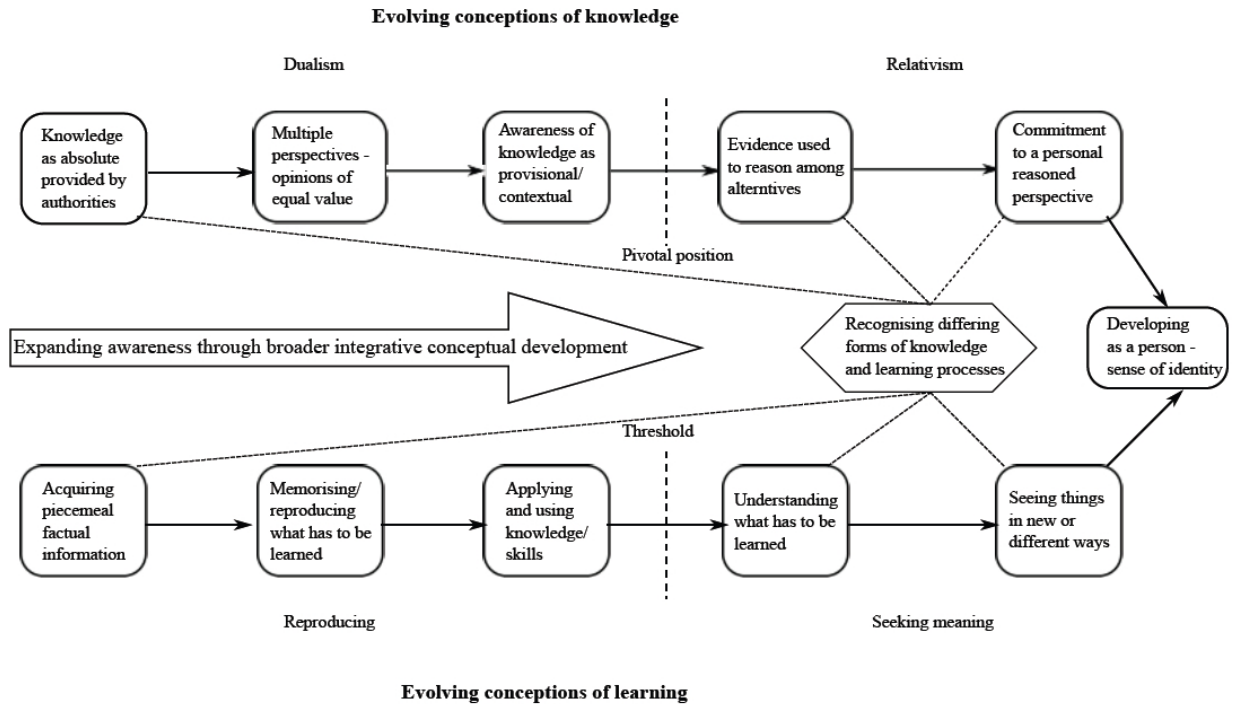 Evolving conceptions of knowledge
Dualism
Relativism
Knowledge
as absolute
provided by
authorities
Multiple
perspectives -
opinions of
equal value
Awareness of
knowledge as
provisional/
contextual
Evidence used
to reason among
alterntives
Commitment
to a personal
reasoned
perspective
Pivotal position
Expanding awareness through broader integrative conceptual development
Recognising differing
forms of knowledge
and learning processes
Developing
as a person -
sense of identity
Threshold
Acquiring
piecemeal
factual
information
Memorising/
reproducing
what has to be
learned
Applying
and using
knowledge/
skills
Understanding
what has to be
learned
Seeing things
in new or
different ways
Reproducing
Seeking meaning
Evolving conceptions of learning